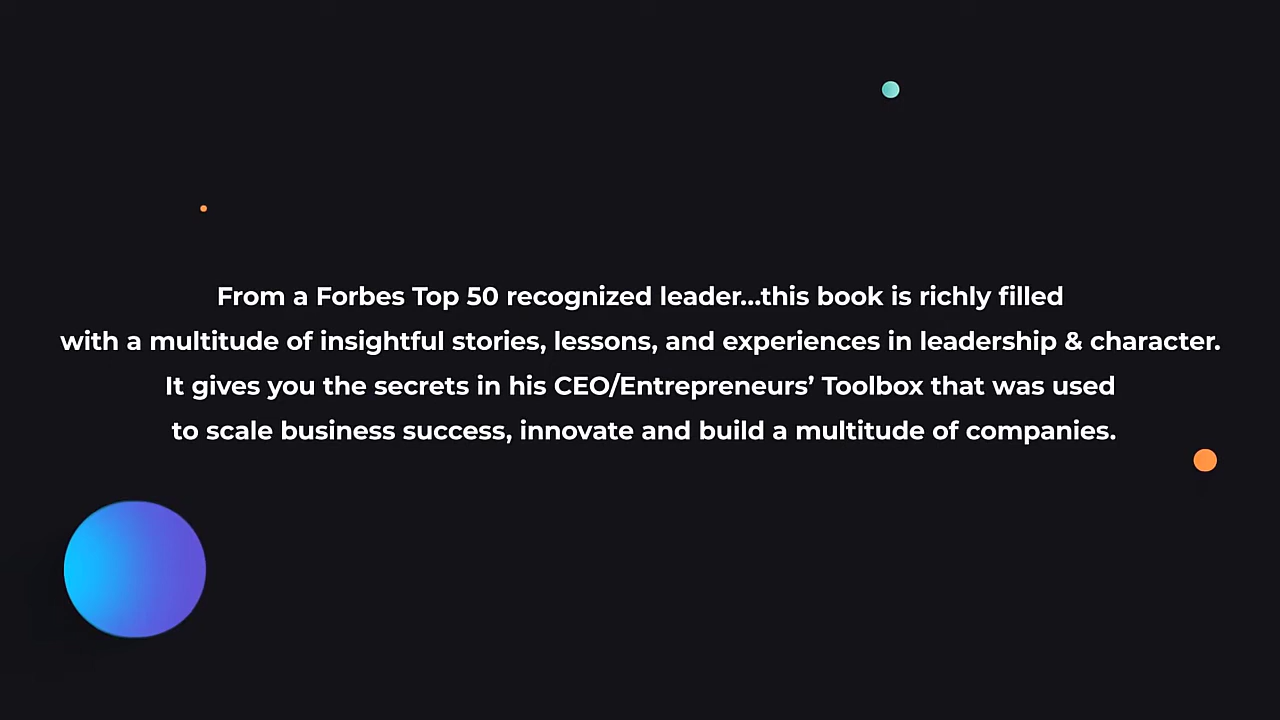 From a Forbes Top 50 recognized leader...this book is richly filled
with a multitude of insightful stories, lessons, and experiences in leadership & character.
It gives you the secrets in his CEO/Entrepreneurs’ Toolbox that was used
to scale business success, innovate and build a multitude of companies.